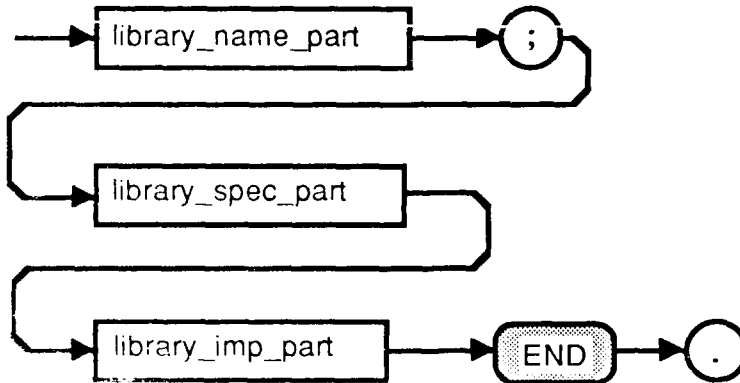 library_name_part ;
library_spec_part
library_imp_part END .